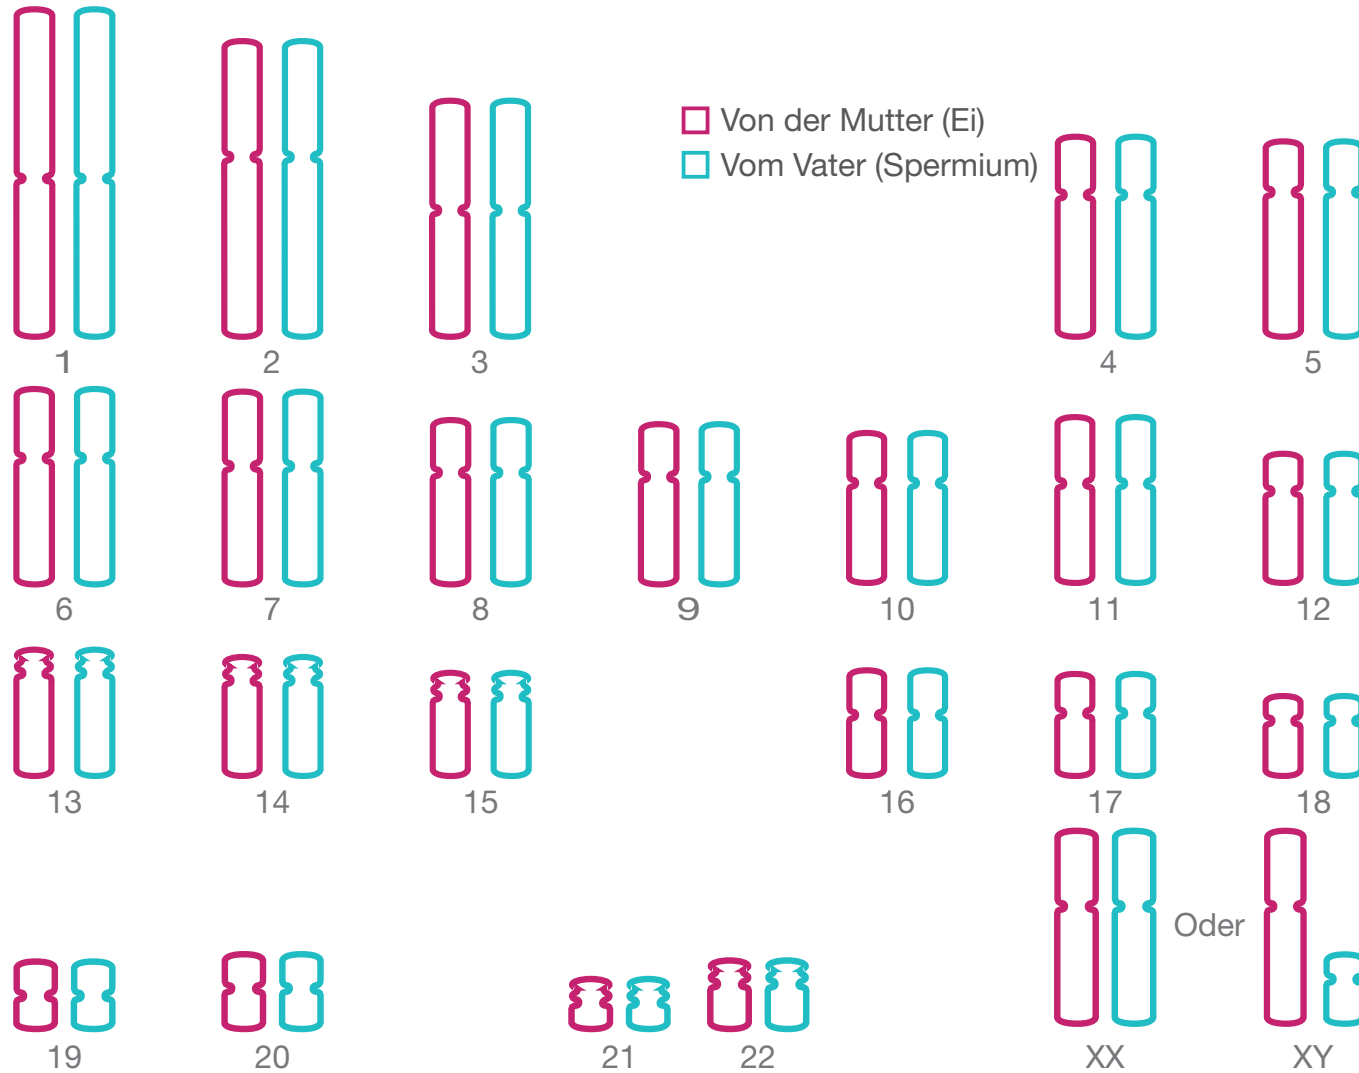 Von der Mutter (Ei)
Vom Vater (Spermium)
1 2 3 4 5
6 7 8 9 10 11 12
13 14 15 16 17 18
Oder
19 20 21 22 XX XY